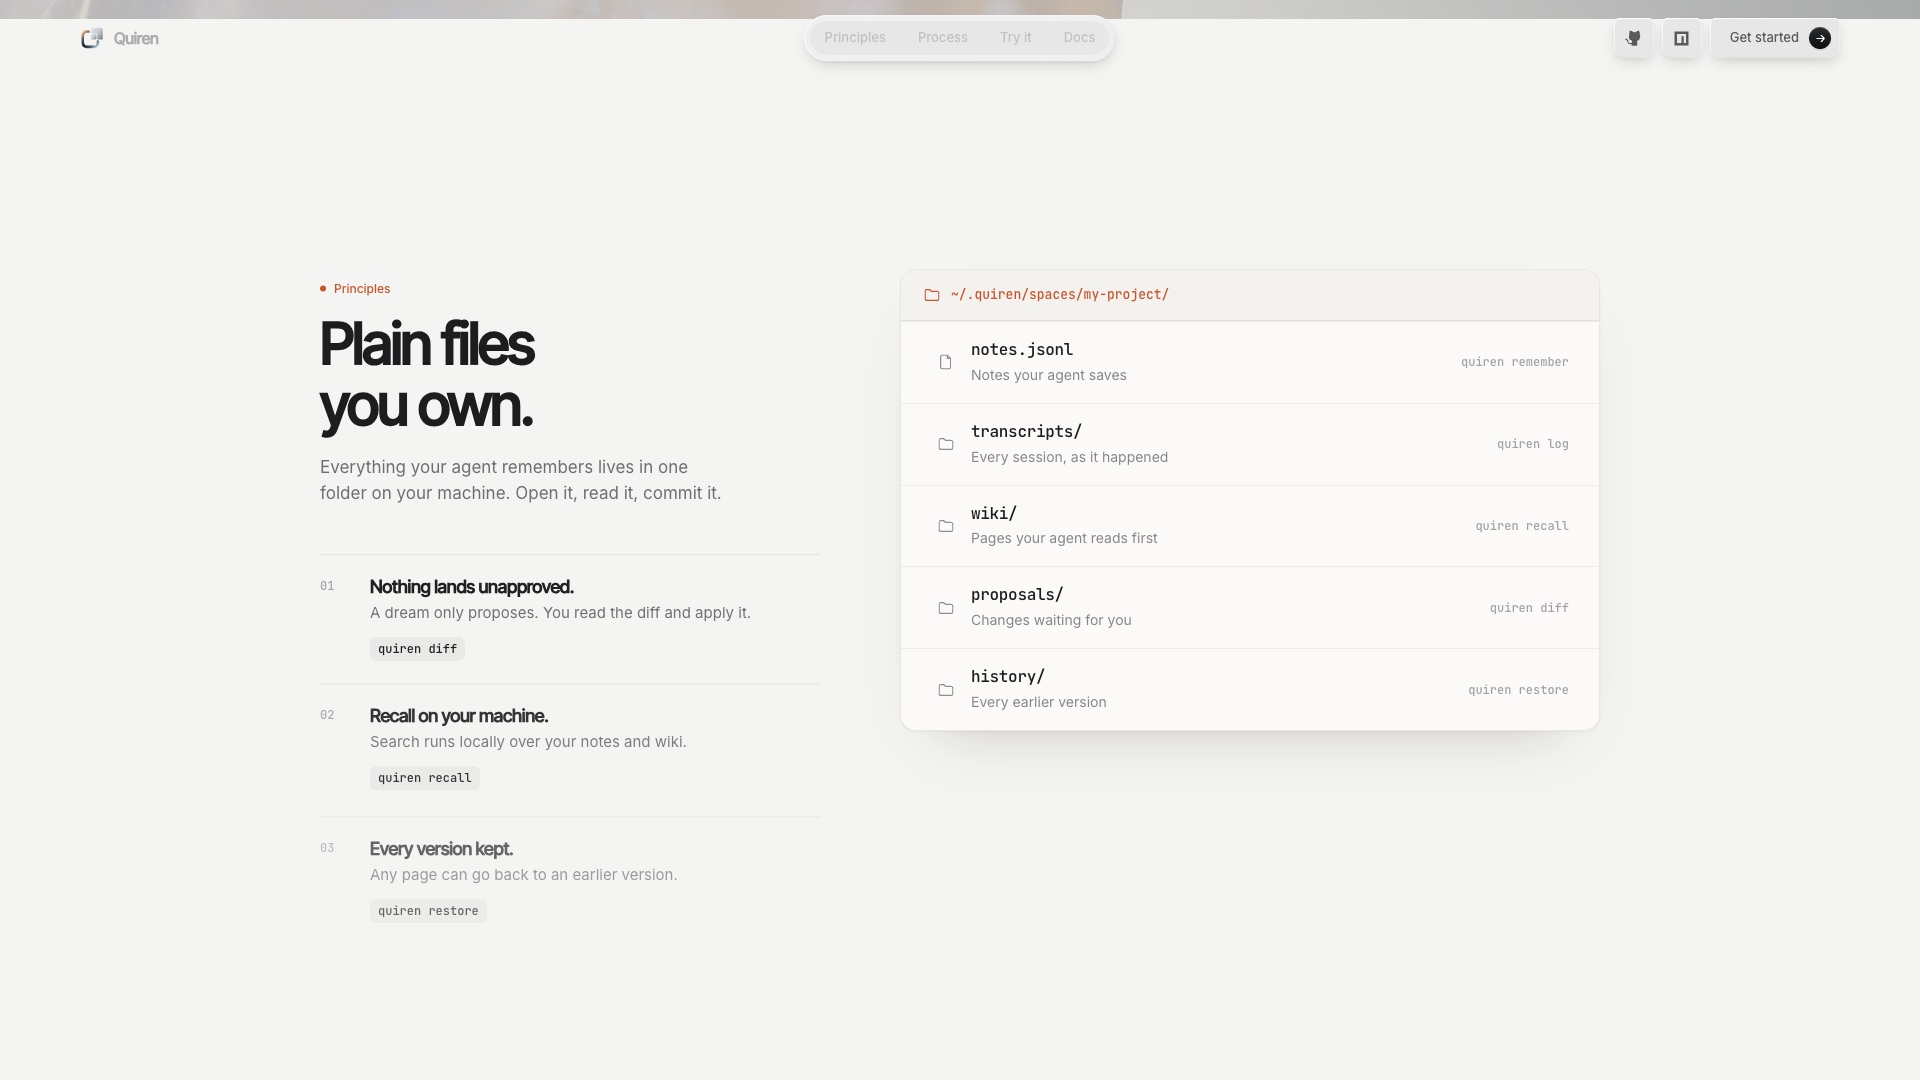 Quiren
Principles
Process
Try it
Docs
Get started
Principles
Plain files
you own.
Everything your agent remembers lives in one
folder on your machine. Open it, read it, commit it.
01
Nothing lands unapproved.
A dream only proposes. You read the diff and apply it.
quiren diff
02
Recall on your machine.
Search runs locally over your notes and wiki.
quiren recall
03
Every version kept.
Any page can go back to an earlier version.
quiren restore
~/.quiren/spaces/my-project/
notes.jsonl
Notes your agent saves
quiren remember
transcripts/
Every session, as it happened
quiren log
wiki/
Pages your agent reads first
quiren recall
proposals/
Changes waiting for you
quiren diff
history/
Every earlier version
quiren restore